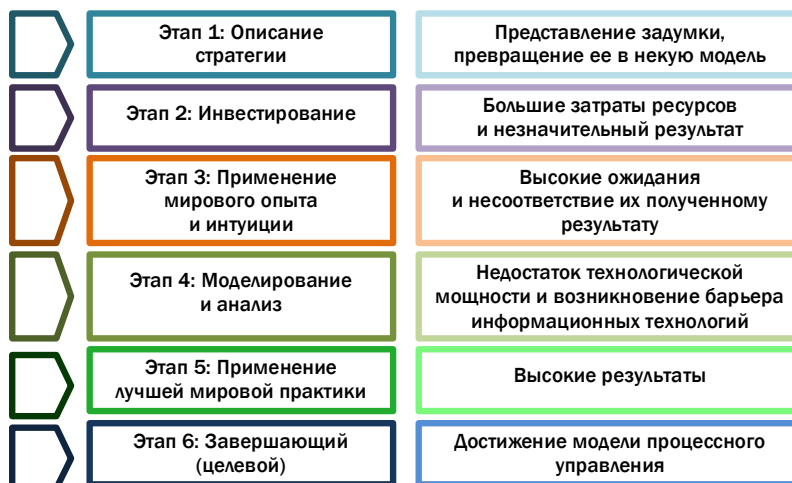 Этап 1: Описание
стратегии
Представление задумки,
превращение ее в некую модель
Этап 2: Инвестирование
Большие затраты ресурсов
и незначительный результат
Этап 3: Применение
мирового опыта
и интуиции
Высокие ожидания
и несоответствие их полученному
результату
Этап 4: Моделирование
и анализ
Недостаток технологической
мощности и возникновение барьера
информационных технологий
Этап 5: Применение
лучшей мировой практики
Высокие результаты
Этап 6: Завершающий
(целевой)
Достижение модели процессного
управления